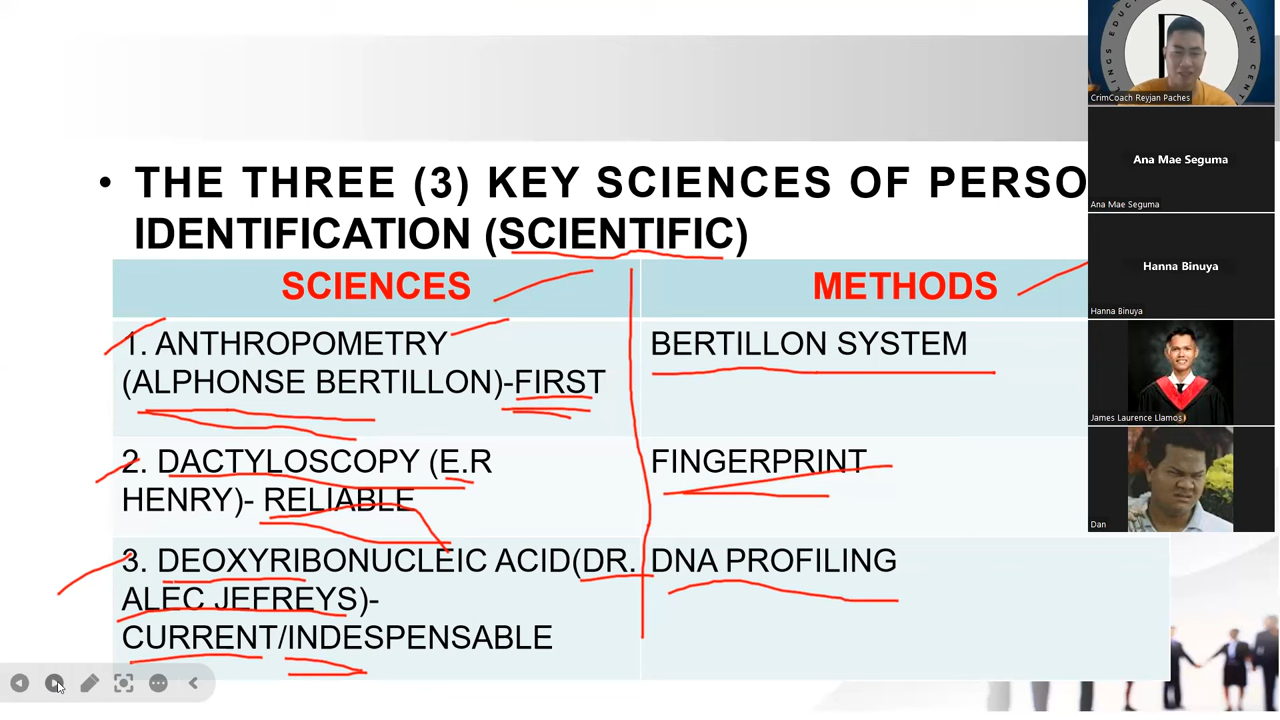 • THE THREE (3) KEY SCIENCES OF PERSO
IDENTIFICATION (SCIENTIFIC)
SCIENCES
METHODS
1. ANTHROPOMETRY
(ALPHONSE BERTILLON)-FIRST
BERTILLON SYSTEM
2. DACTYLOSCOPY (E.R
HENRY)- RELIABLE
FINGERPRINT
3. DEOXYRIBONUCLEIC ACID(DR.
ALEC JEFREYS)-
CURRENT/INDESPENSABLE
DNA PROFILING
CrimCoach Reyjan Paches
Ana Mae Seguma
Ana Mae Seguma
Hanna Binuya
Hanna Binuya
James Laurence Llamos
Dan